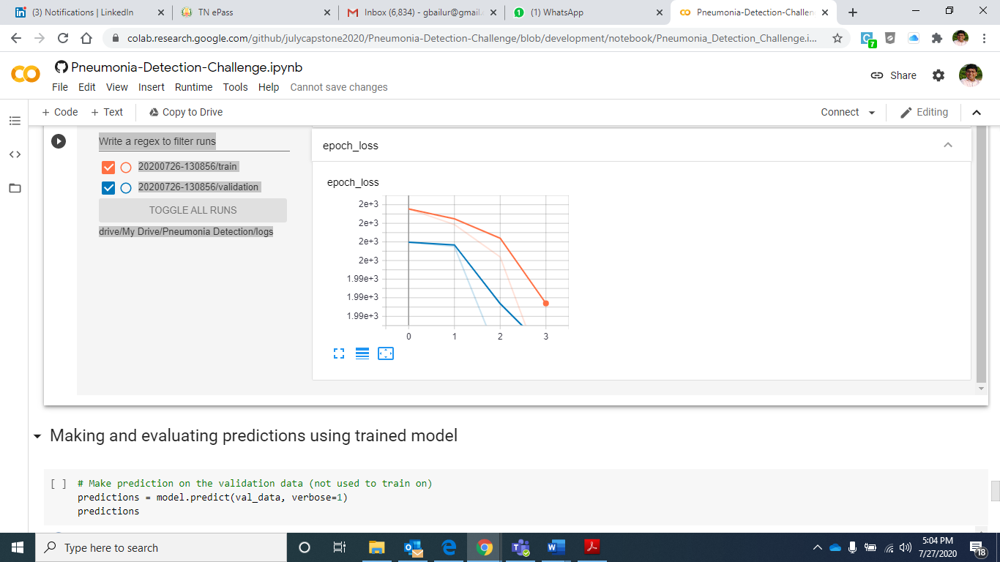 (3) Notifications | LinkedIn
TN ePass
Inbox (6,834) - gbailur@gmail.
(1) WhatsApp
Pneumonia-Detection-Challen
colab.research.google.com/github/julycapstone2020/Pneumonia-Detection-Challenge/blob/development/notebook/Pneumonia_Detection_Challenge.i...
7
Pneumonia-Detection-Challenge.ipynb
File Edit View Insert Runtime Tools Help Cannot save changes
Share
+ Code + Text Copy to Drive
Connect
Editing
Write a regex to filter runs
20200726-130856/train
20200726-130856/validation
TOGGLE ALL RUNS
drive/My Drive/Pneumonia Detection/logs
epoch_loss
epoch_loss
2e+3
2e+3
2e+3
2e+3
1.99e+3
1.99e+3
1.99e+3
0 1 2 3
Making and evaluating predictions using trained model
[ ] # Make prediction on the validation data (not used to train on)
predictions = model.predict(val_data, verbose=1)
predictions
Type here to search
5:04 PM
7/27/2020
18